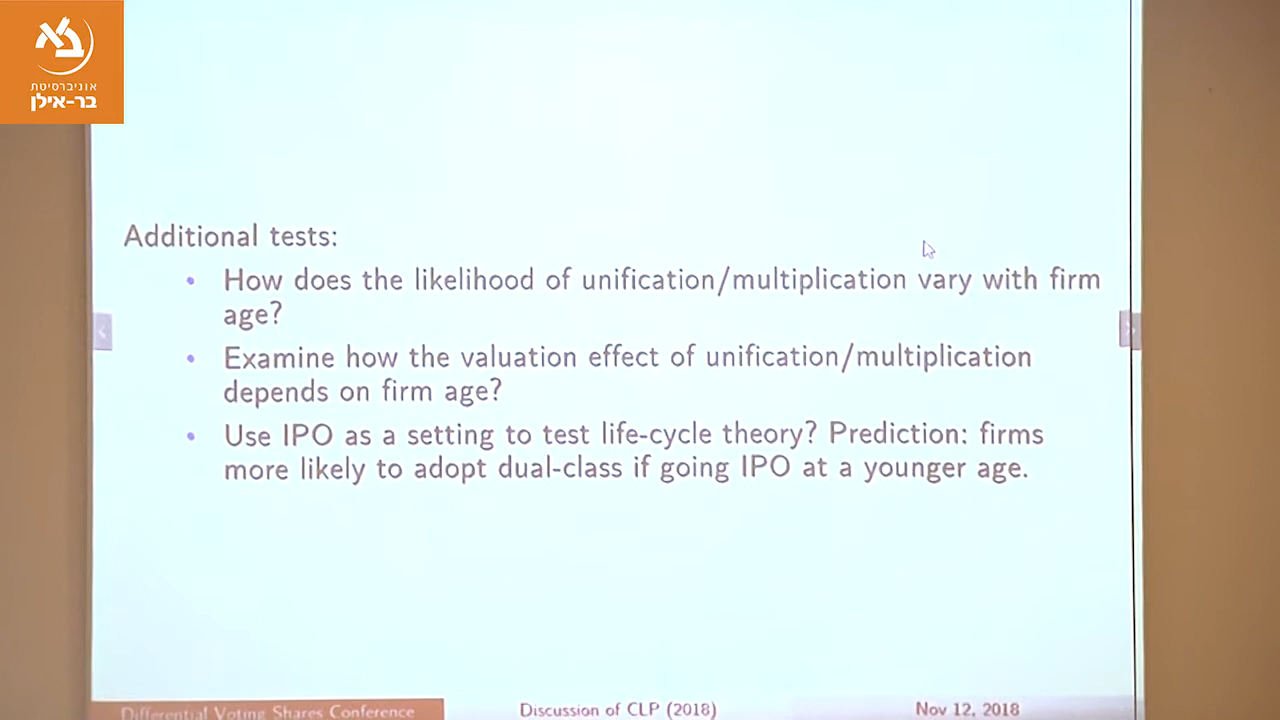 אוניברסיטת
בר-אילן
Additional tests:
• How does the likelihood of unification/multiplication vary with firm
age?
• Examine how the valuation effect of unification/multiplication
depends on firm age?
• Use IPO as a setting to test life-cycle theory? Prediction: firms
more likely to adopt dual-class if going IPO at a younger age.
Differential Voting Shares Conference
Discussion of CLP (2018)
Nov 12, 2018